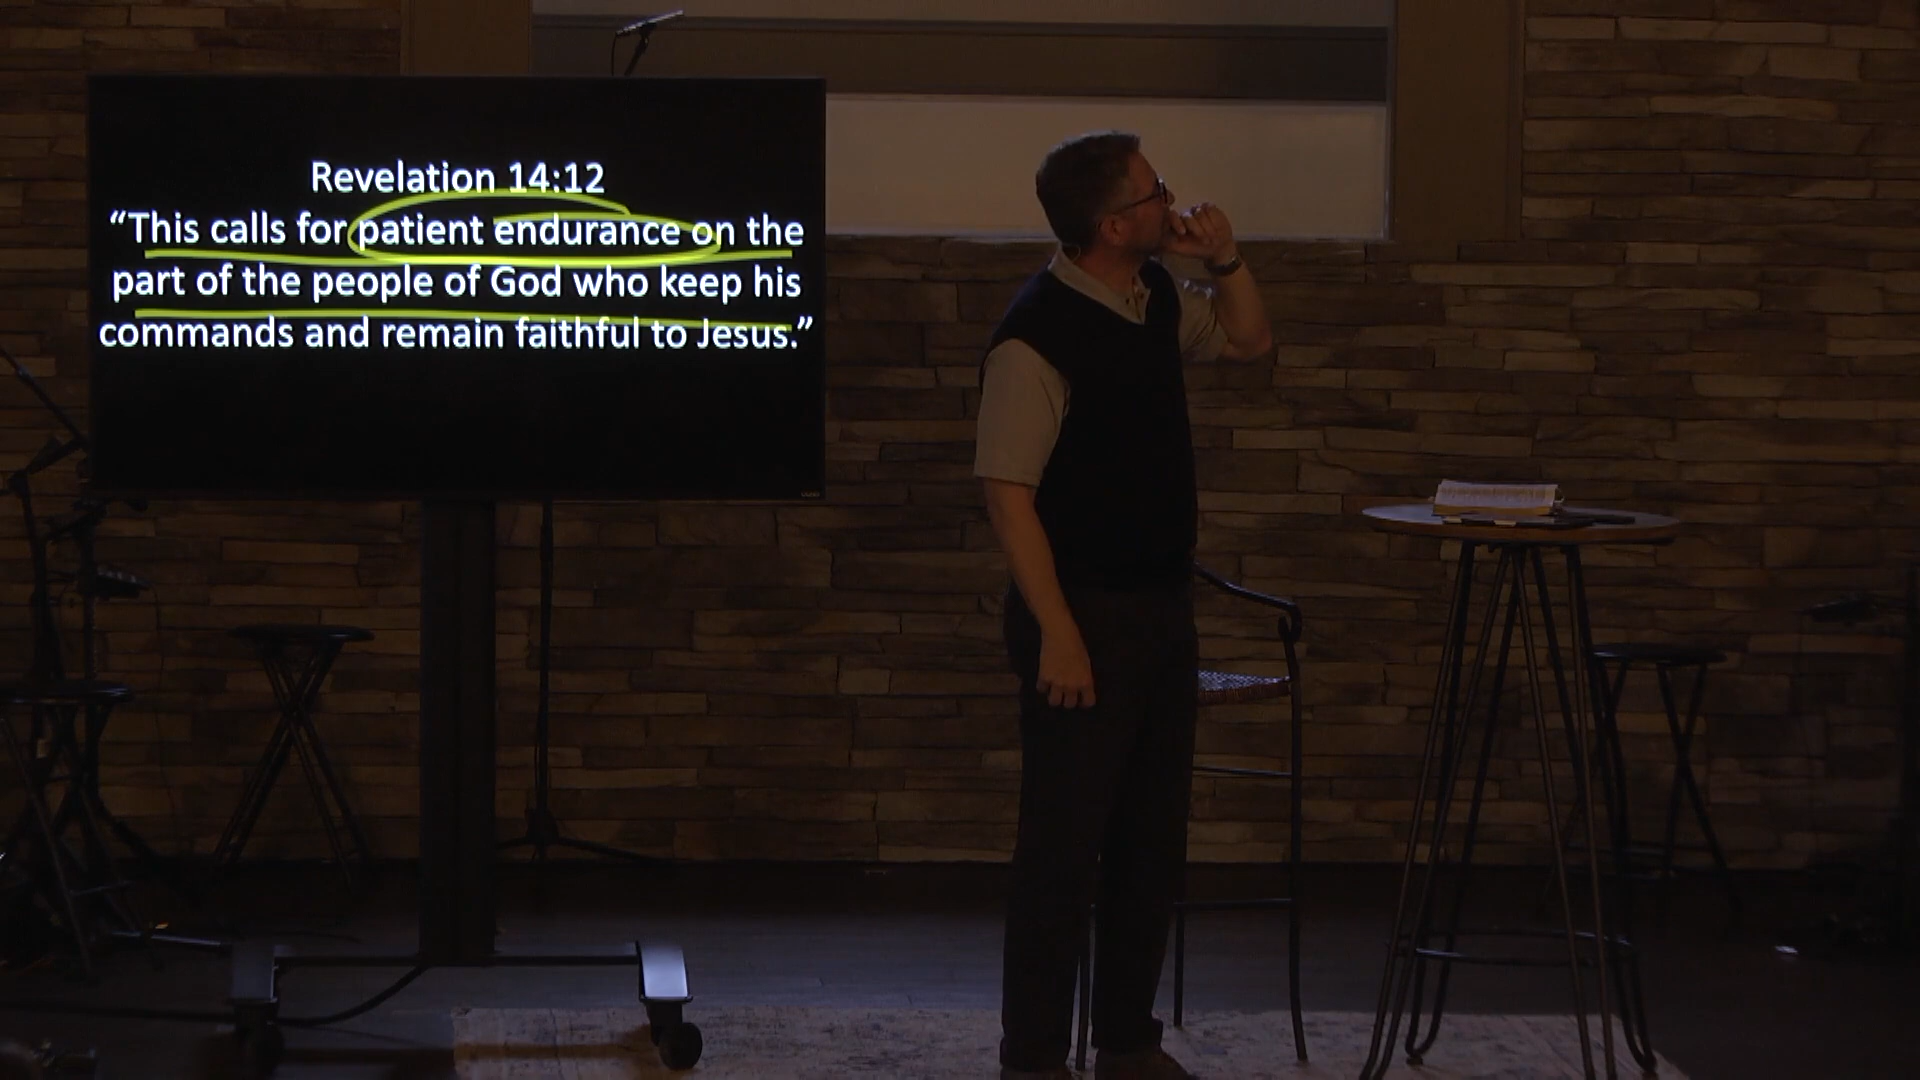 Revelation 14:12
“This calls for patient endurance on the
part of the people of God who keep his
commands and remain faithful to Jesus.”